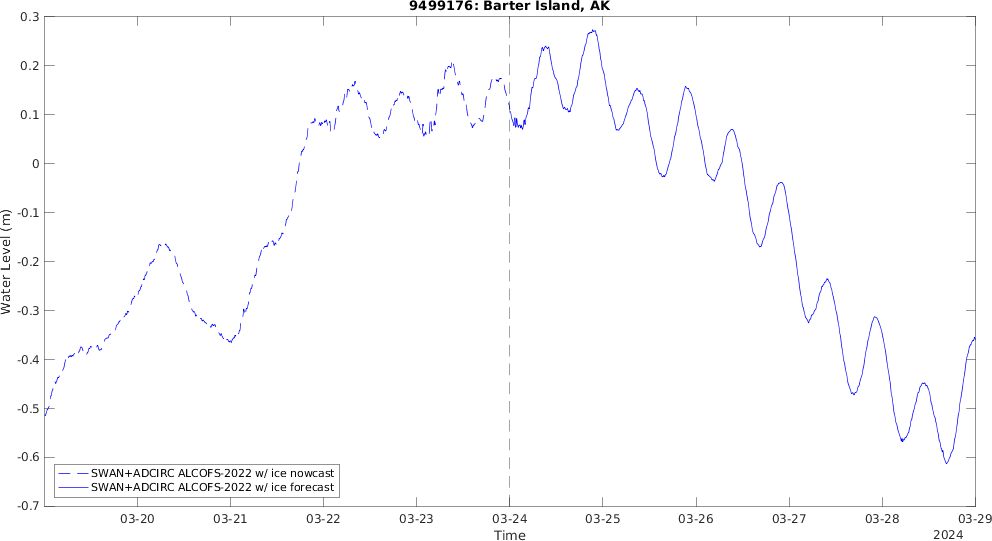 9499176: Barter Island, AK
0.3
0.2
0.1
0
-0.1
-0.2
-0.3
-0.4
-0.5
-0.6
-0.7
Water Level (m)
SWAN+ADCIRC ALCOFS-2022 w/ ice nowcast
SWAN+ADCIRC ALCOFS-2022 w/ ice forecast
03-20 03-21 03-22 03-23 03-24 03-25 03-26 03-27 03-28 03-29
Time
2024